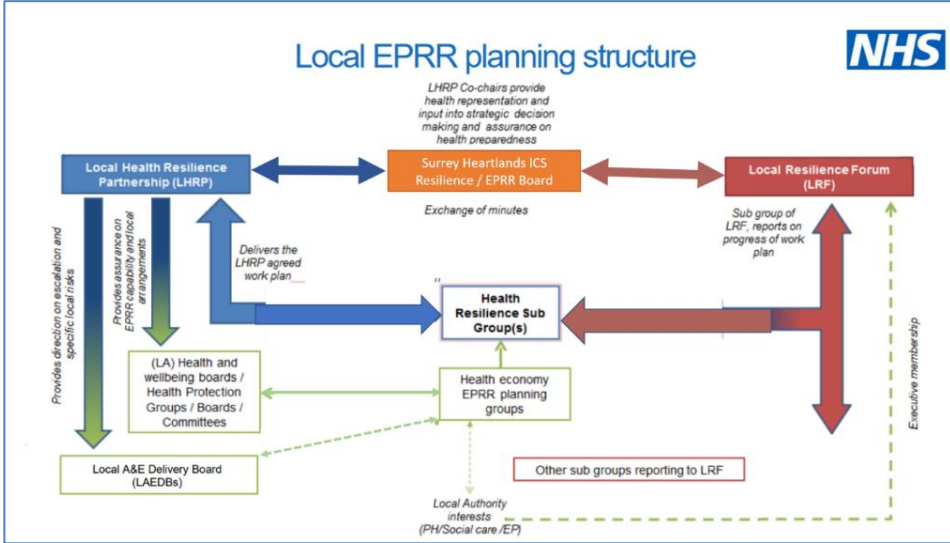 Local EPRR planning structure
NHS
LHRP Co-chairs provide
health representation and
input into strategic decision
making and assurance on
health preparedness
Local Health Resilience
Partnership (LHRP)
Surrey Heartlands ICS
Resilience / EPRR Board
Local Resilience Forum
(LRF)
Exchange of minutes
Provides direction on escalation and
specific local risks
Provides assurance on
EPRR capability and local
arrangements
Delivers the
LHRP agreed
work plan
Sub group of
LRF, reports on
progress of work
plan
"
Health
Resilience Sub
Group(s)
(LA) Health and
wellbeing boards /
Health Protection
Groups / Boards /
Committees
Health economy
EPRR planning
groups
Executive membership
Local A&E Delivery Board
(LAEDBs)
Other sub groups reporting to LRF
Local Authority
interests
(PH/Social care /EP)